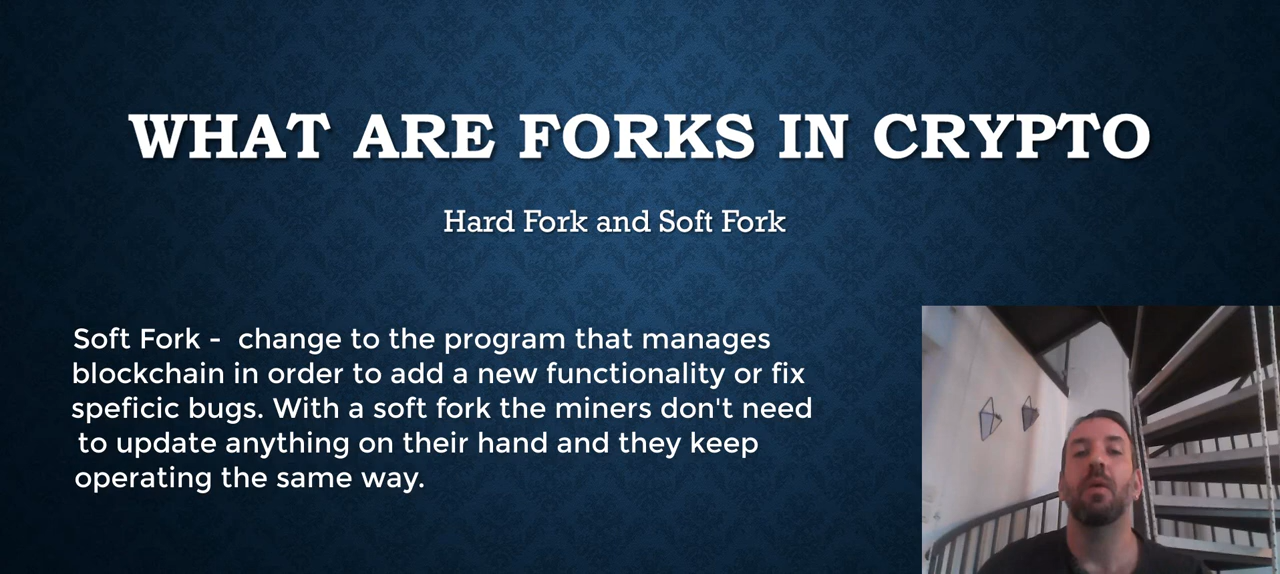 WHAT ARE FORKS IN CRYPTO
Hard Fork and Soft Fork
Soft Fork -  change to the program that manages
blockchain in order to add a new functionality or fix
speficic bugs. With a soft fork the miners don't need
to update anything on their hand and they keep
operating the same way.